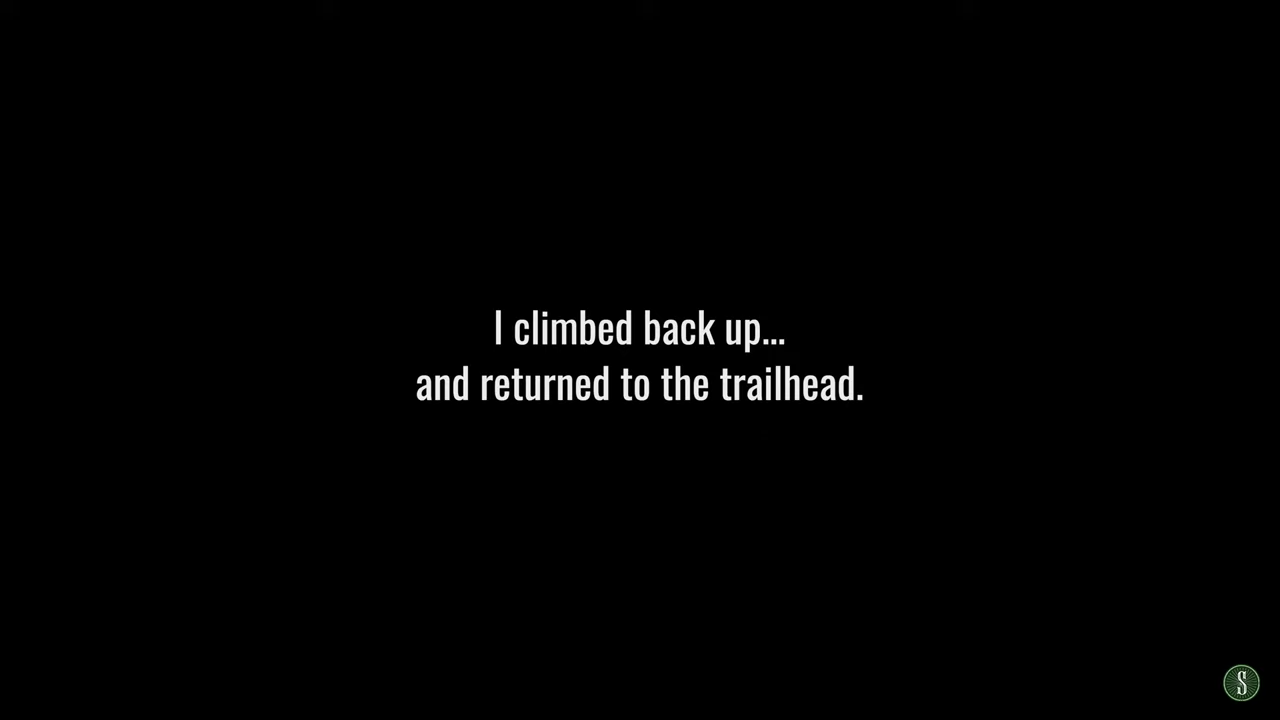 I climbed back up...
and returned to the trailhead.
S